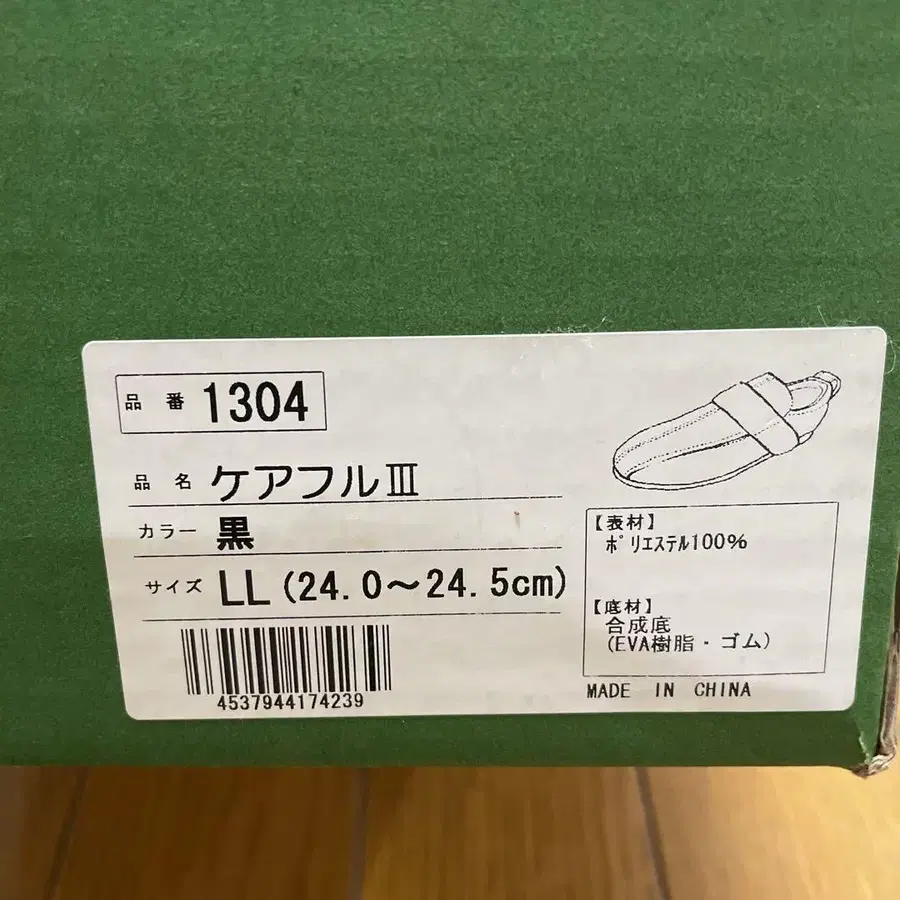 品番 1304
品名 ケアフルⅢ
カラー 黒
サイズ LL(24.0～24.5cm)
4537944174239
【表材】
ﾎﾟﾘｴｽﾃﾙ100%
【底材】
合成底
(EVA樹脂・ゴム)
MADE IN CHINA